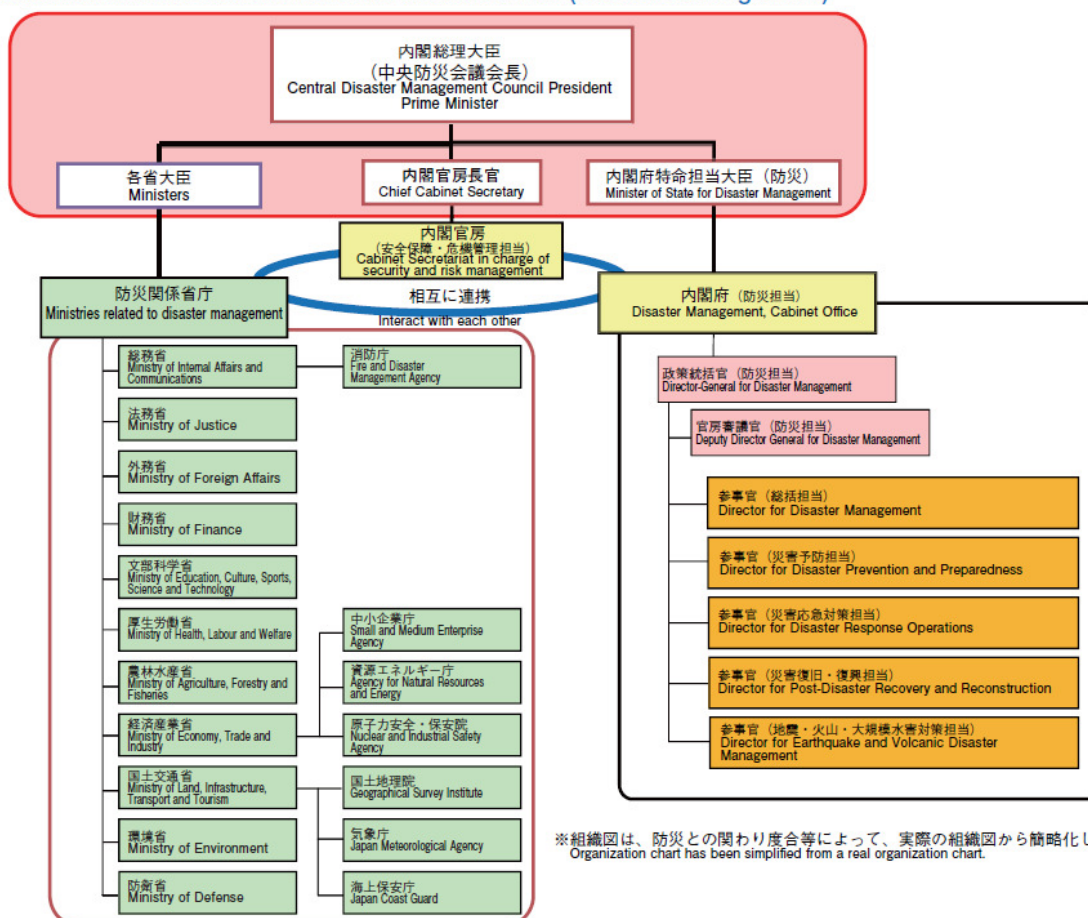 内閣総理大臣
（中央防災会議会長）
Central Disaster Management Council President
Prime Minister
各省大臣
Ministers
内閣官房長官
Chief Cabinet Secretary
内閣府特命担当大臣（防災）
Minister of State for Disaster Management
内閣官房
（安全保障・危機管理担当）
Cabinet Secretariat in charge of
security and risk management
防災関係省庁
Ministries related to disaster management
相互に連携
Interact with each other
内閣府（防災担当）
Disaster Management, Cabinet Office
総務省
Ministry of Internal Affairs and
Communications
消防庁
Fire and Disaster
Management Agency
法務省
Ministry of Justice
外務省
Ministry of Foreign Affairs
財務省
Ministry of Finance
文部科学省
Ministry of Education, Culture, Sports,
Science and Technology
厚生労働省
Ministry of Health, Labour and Welfare
農林水産省
Ministry of Agriculture, Forestry and
Fisheries
経済産業省
Ministry of Economy, Trade and
Industry
中小企業庁
Small and Medium Enterprise
Agency
資源エネルギー庁
Agency for Natural Resources
and Energy
原子力安全・保安院
Nuclear and Industrial Safety
Agency
国土交通省
Ministry of Land, Infrastructure,
Transport and Tourism
国土地理院
Geographical Survey Institute
気象庁
Japan Meteorological Agency
海上保安庁
Japan Coast Guard
環境省
Ministry of Environment
防衛省
Ministry of Defense
政策統括官（防災担当）
Director-General for Disaster Management
官房審議官（防災担当）
Deputy Director General for Disaster Management
参事官（総括担当）
Director for Disaster Management
参事官（災害予防担当）
Director for Disaster Prevention and Preparedness
参事官（災害応急対策担当）
Director for Disaster Response Operations
参事官（災害復旧・復興担当）
Director for Post-Disaster Recovery and Reconstruction
参事官（地震・火山・大規模水害対策担当）
Director for Earthquake and Volcanic Disaster
Management
※組織図は、防災との関わり度合等によって、実際の組織図から簡略化し
Organization chart has been simplified from a real organization chart.